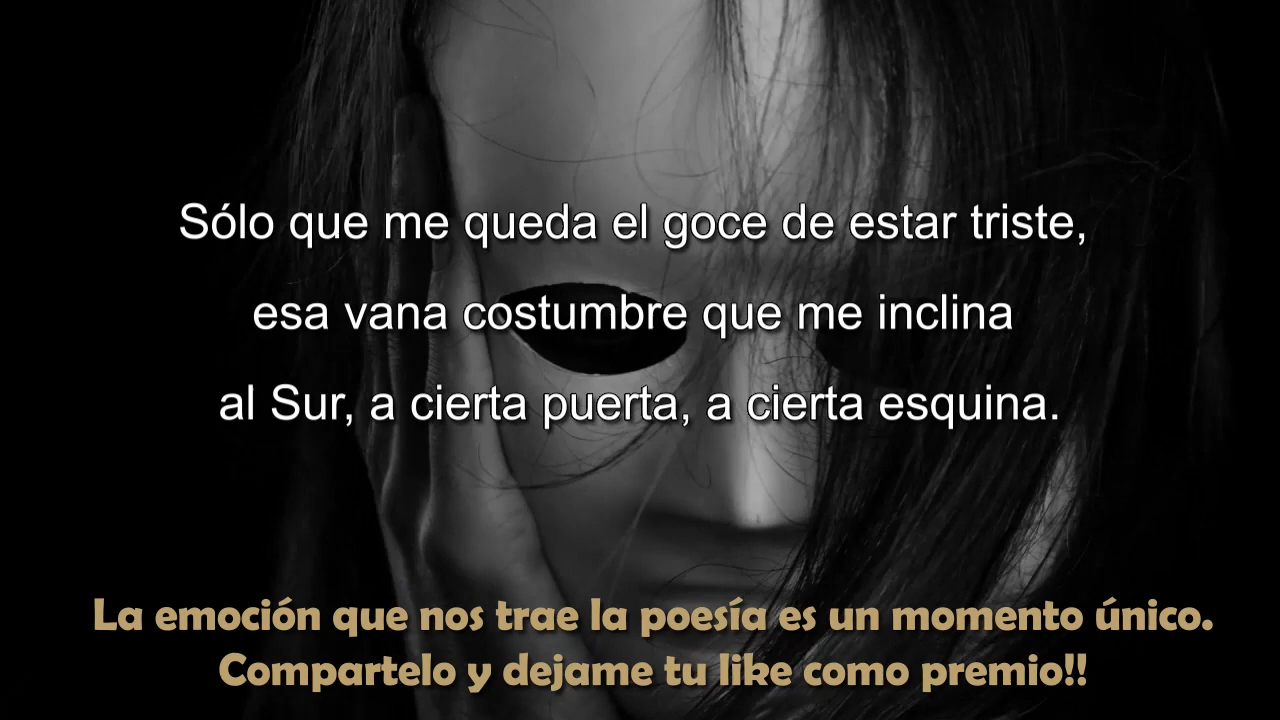 Sólo que me queda el goce de estar triste,
esa vana costumbre que me inclina
al Sur, a cierta puerta, a cierta esquina.
La emoción que nos trae la poesía es un momento único.
Compartelo y dejame tu like como premio!!